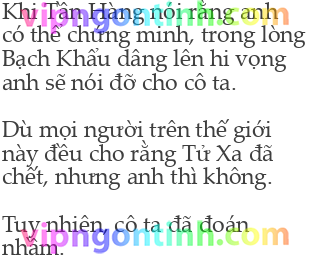 Khi Tần Hàng nói rằng anh
vipngontinh.com
có thể chứng minh, trong lòng
Bạch Khẩu dâng lên hi vọng
anh sẽ nói đỡ cho cô ta.
Dù mọi người trên thế giới
này đều cho rằng Tử Xa đã
chết, nhưng anh thì không.
Tuy nhiên, cô ta đã đoán
vipngontinh.com
nhầm.